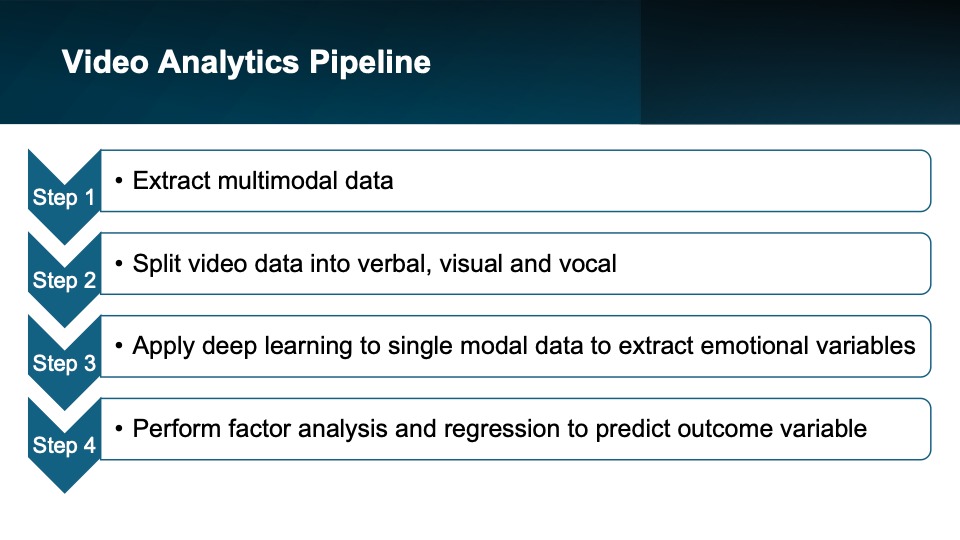 Video Analytics Pipeline
Step 1
• Extract multimodal data
Step 2
• Split video data into verbal, visual and vocal
Step 3
• Apply deep learning to single modal data to extract emotional variables
Step 4
• Perform factor analysis and regression to predict outcome variable